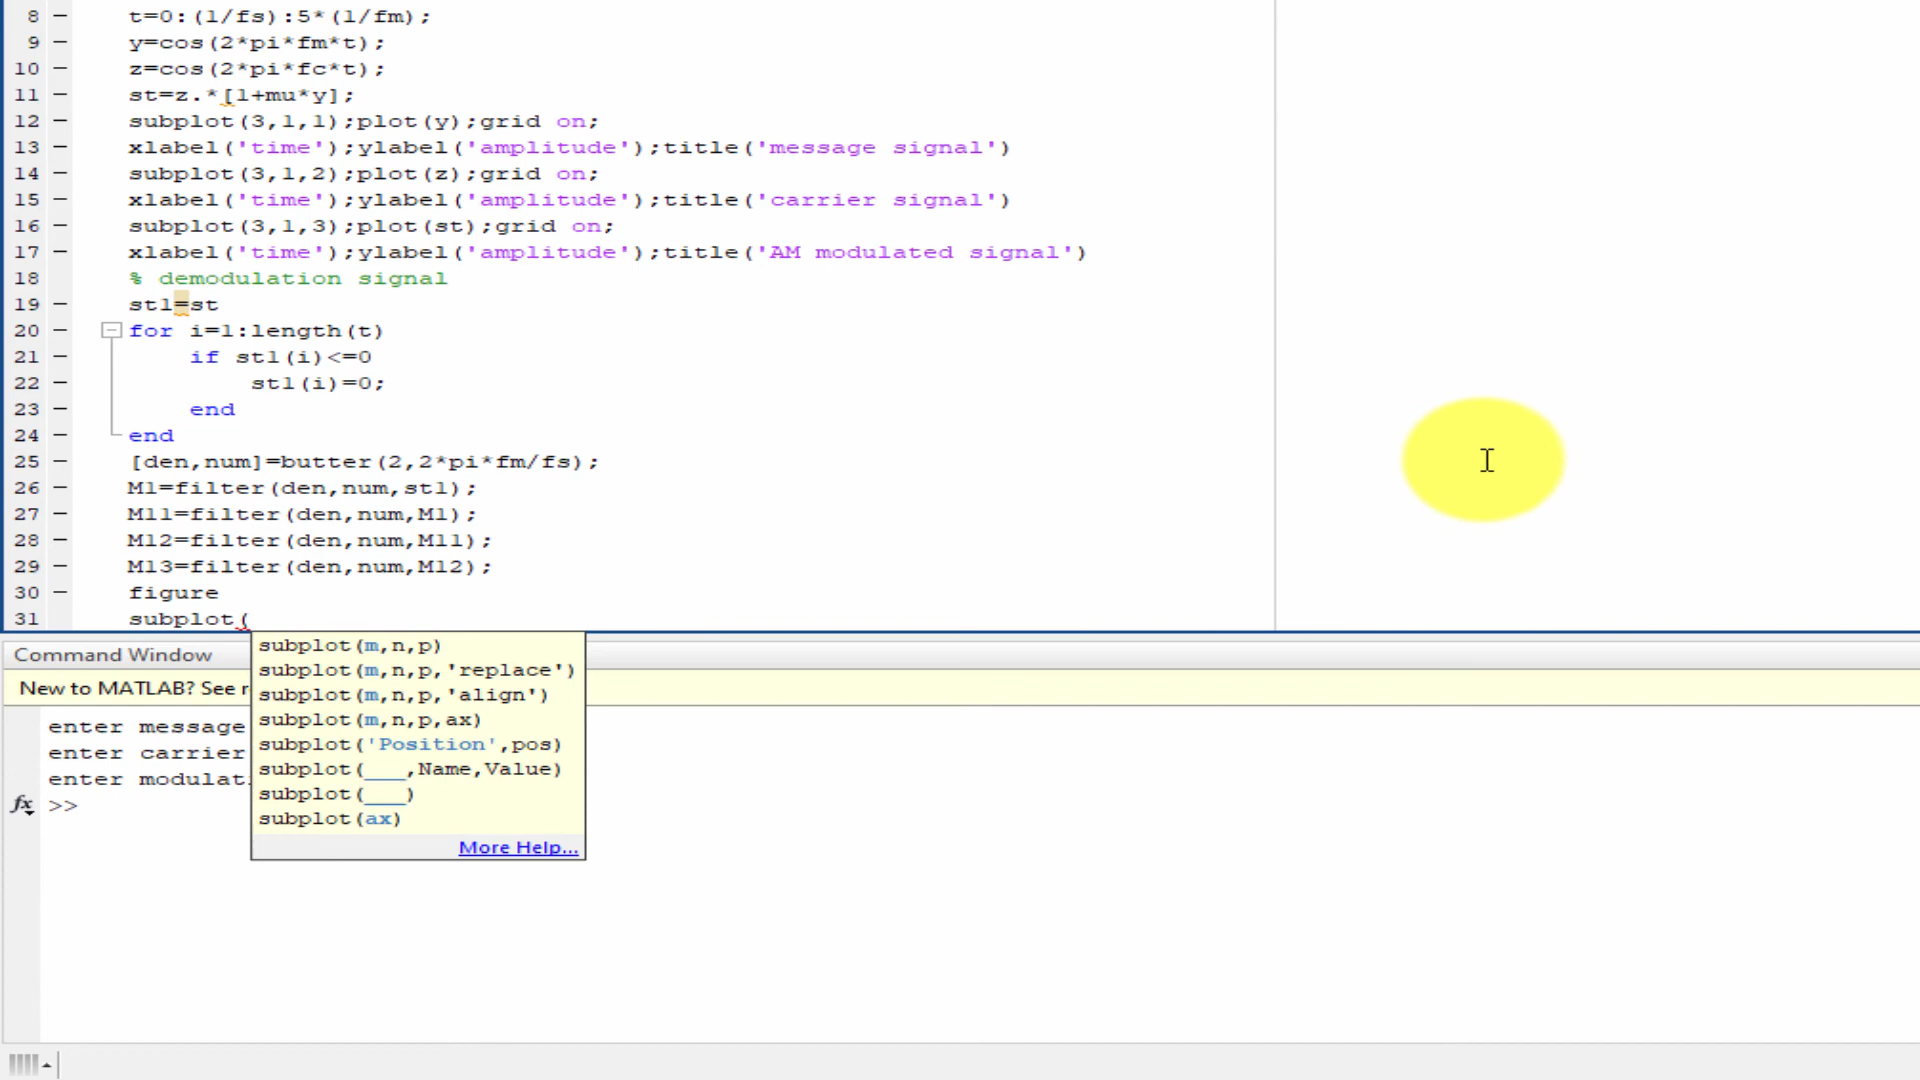 8 — t=0:(1/fs):5*(1/fm);
9 — y=cos(2*pi*fm*t);
10 — z=cos(2*pi*fc*t);
11 — st=z.*[1+mu*y];
12 — subplot(3,1,1);plot(y);grid on;
13 — xlabel('time');ylabel('amplitude');title('message signal')
14 — subplot(3,1,2);plot(z);grid on;
15 — xlabel('time');ylabel('amplitude');title('carrier signal')
16 — subplot(3,1,3);plot(st);grid on;
17 — xlabel('time');ylabel('amplitude');title('AM modulated signal')
18 % demodulation signal
19 — st1=st
20 — for i=1:length(t)
21 — if st1(i)<=0
22 — st1(i)=0;
23 — end
24 — end
25 — [den,num]=butter(2,2*pi*fm/fs);
26 — M1=filter(den,num,st1);
27 — M11=filter(den,num,M1);
28 — M12=filter(den,num,M11);
29 — M13=filter(den,num,M12);
30 — figure
31 subplot(
subplot(m,n,p)
subplot(m,n,p,'replace')
subplot(m,n,p,'align')
subplot(m,n,p,ax)
subplot('Position',pos)
subplot(___,Name,Value)
subplot(___)
subplot(ax)
More Help...
Command Window
New to MATLAB? See
enter message
enter carrier
enter modulat
fx >>